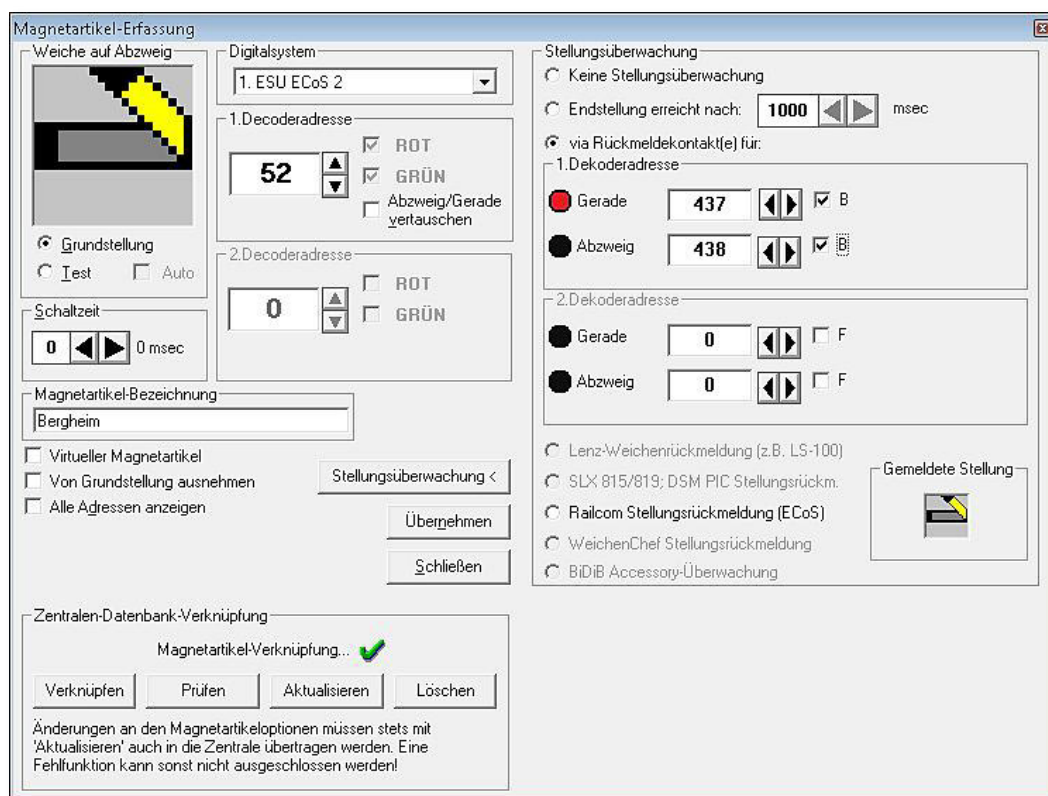 Magnetartikel-Erfassung
Weiche auf Abzweig
Grundstellung
Test
Auto
Schaltzeit
0
0 msec
Digitalsystem
1. ESU ECoS 2
1.Decoderadresse
52
ROT
GRÜN
Abzweig/Gerade
vertauschen
2.Decoderadresse
0
ROT
GRÜN
Magnetartikel-Bezeichnung
Bergheim
Virtueller Magnetartikel
Von Grundstellung ausnehmen
Alle Adressen anzeigen
Stellungsüberwachung <
Übernehmen
Schließen
Zentralen-Datenbank-Verknüpfung
Magnetartikel-Verknüpfung...
Verknüpfen Prüfen Aktualisieren Löschen
Änderungen an den Magnetartikeloptionen müssen stets mit
'Aktualisieren' auch in die Zentrale übertragen werden. Eine
Fehlfunktion kann sonst nicht ausgeschlossen werden!
Stellungsüberwachung
Keine Stellungsüberwachung
Endstellung erreicht nach: 1000 msec
via Rückmeldekontakt(e) für:
1.Dekoderadresse
Gerade 437 B
Abzweig 438 B
2.Dekoderadresse
Gerade 0 F
Abzweig 0 F
Lenz-Weichenrückmeldung (z.B. LS-100)
SLX 815/819; DSM PIC Stellungsrückm.
Railcom Stellungsrückmeldung (ECoS)
WeichenChef Stellungsrückmeldung
BiDiB Accessory-Überwachung
Gemeldete Stellung